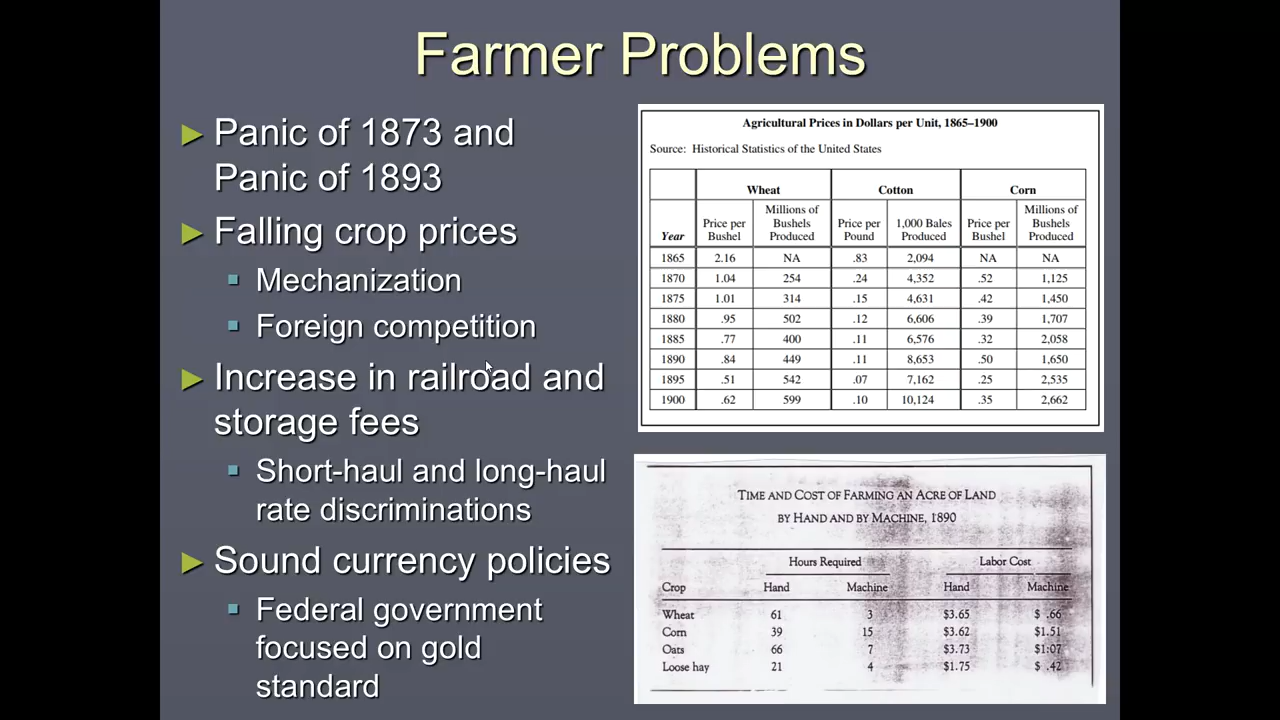 Farmer Problems
► Panic of 1873 and
Panic of 1893
► Falling crop prices
▪ Mechanization
▪ Foreign competition
► Increase in railroad and
storage fees
▪ Short-haul and long-haul
rate discriminations
► Sound currency policies
▪ Federal government
focused on gold
standard
Agricultural Prices in Dollars per Unit, 1865–1900
Source: Historical Statistics of the United States
Wheat Cotton Corn
Millions of Millions of
Price per Bushels Price per 1,000 Bales Price per Bushels
Year Bushel Produced Pound Produced Bushel Produced
1865 2.16 NA .83 2,094 NA NA
1870 1.04 254 .24 4,352 .52 1,125
1875 1.01 314 .15 4,631 .42 1,450
1880 .95 502 .12 6,606 .39 1,707
1885 .77 400 .11 6,576 .32 2,058
1890 .84 449 .11 8,653 .50 1,650
1895 .51 542 .07 7,162 .25 2,535
1900 .62 599 .10 10,124 .35 2,662
TIME AND COST OF FARMING AN ACRE OF LAND
BY HAND AND BY MACHINE, 1890
Hours Required Labor Cost
Crop Hand Machine Hand Machine
Wheat 61 3 $3.65 $ .66
Corn 39 15 $3.62 $1.51
Oats 66 7 $3.73 $1.07
Loose hay 21 4 $1.75 $ .42